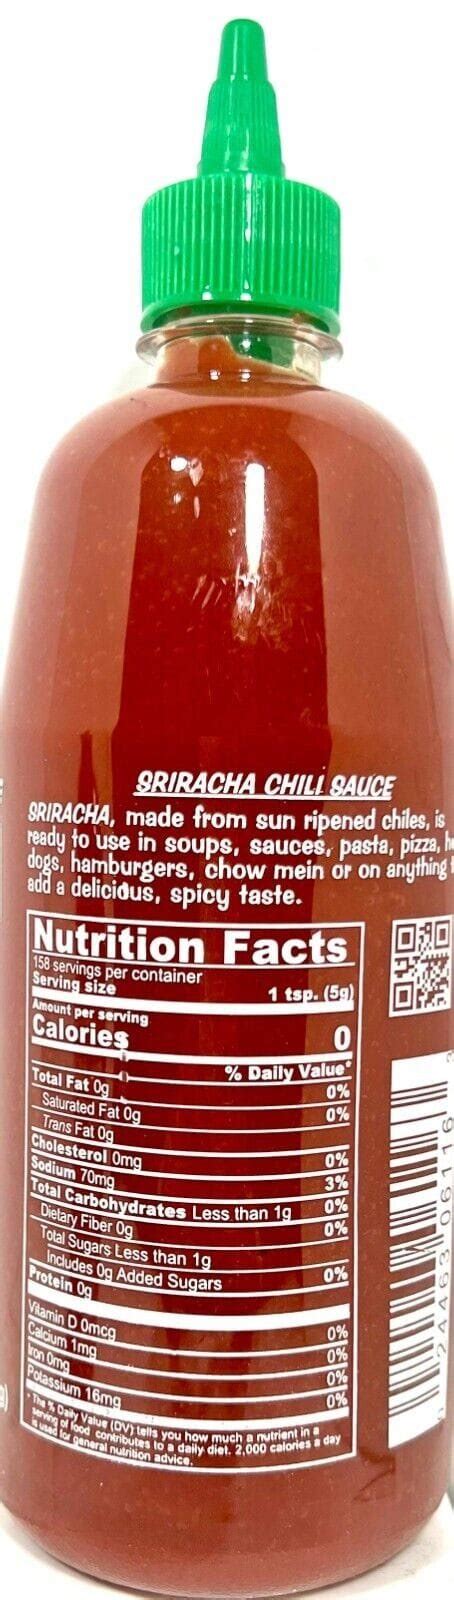 SRIRACHA CHILI SAUCE
SRIRACHA, made from sun ripened chiles, is
ready to use in soups, sauces, pasta, pizza,
dogs, hamburgers, chow mein or on anything
add a delicious, spicy taste.
Nutrition Facts
158 servings per container
Serving size 1 tsp. (5g)
Amount per serving
Calories 0
% Daily Value*
Total Fat 0g 0%
Saturated Fat 0g 0%
Trans Fat 0g
Cholesterol 0mg 0%
Sodium 70mg 3%
Total Carbohydrates Less than 1g 0%
Dietary Fiber 0g 0%
Total Sugars Less than 1g
Includes 0g Added Sugars 0%
Protein 0g
Vitamin D 0mcg 0%
Calcium 1mg 0%
Iron 0mg 0%
Potassium 16mg 0%
* The % Daily Value (DV) tells you how much a nutrient in a
serving of food contributes to a daily diet. 2,000 calories a day
is used for general nutrition advice.
0 24463 06116 3